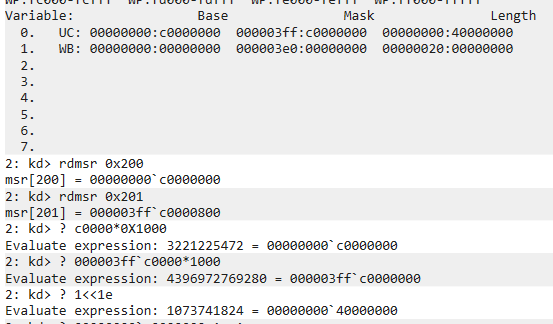 WP:fc000-fcfff WP:fd000-fdfff WP:fe000-fefff WP:ff000-fffff
Variable:                Base               Mask               Length
  0.   UC: 00000000:c0000000  000003ff:c0000000  00000000:40000000
  1.   WB: 00000000:00000000  000003e0:00000000  00000020:00000000
  2.
  3.
  4.
  5.
  6.
  7.
2: kd> rdmsr 0x200
msr[200] = 00000000`c0000000
2: kd> rdmsr 0x201
msr[201] = 000003ff`c0000800
2: kd> ? c0000*0X1000
Evaluate expression: 3221225472 = 00000000`c0000000
2: kd> ? 000003ff`c0000*1000
Evaluate expression: 4396972769280 = 000003ff`c0000000
2: kd> ? 1<<1e
Evaluate expression: 1073741824 = 00000000`40000000